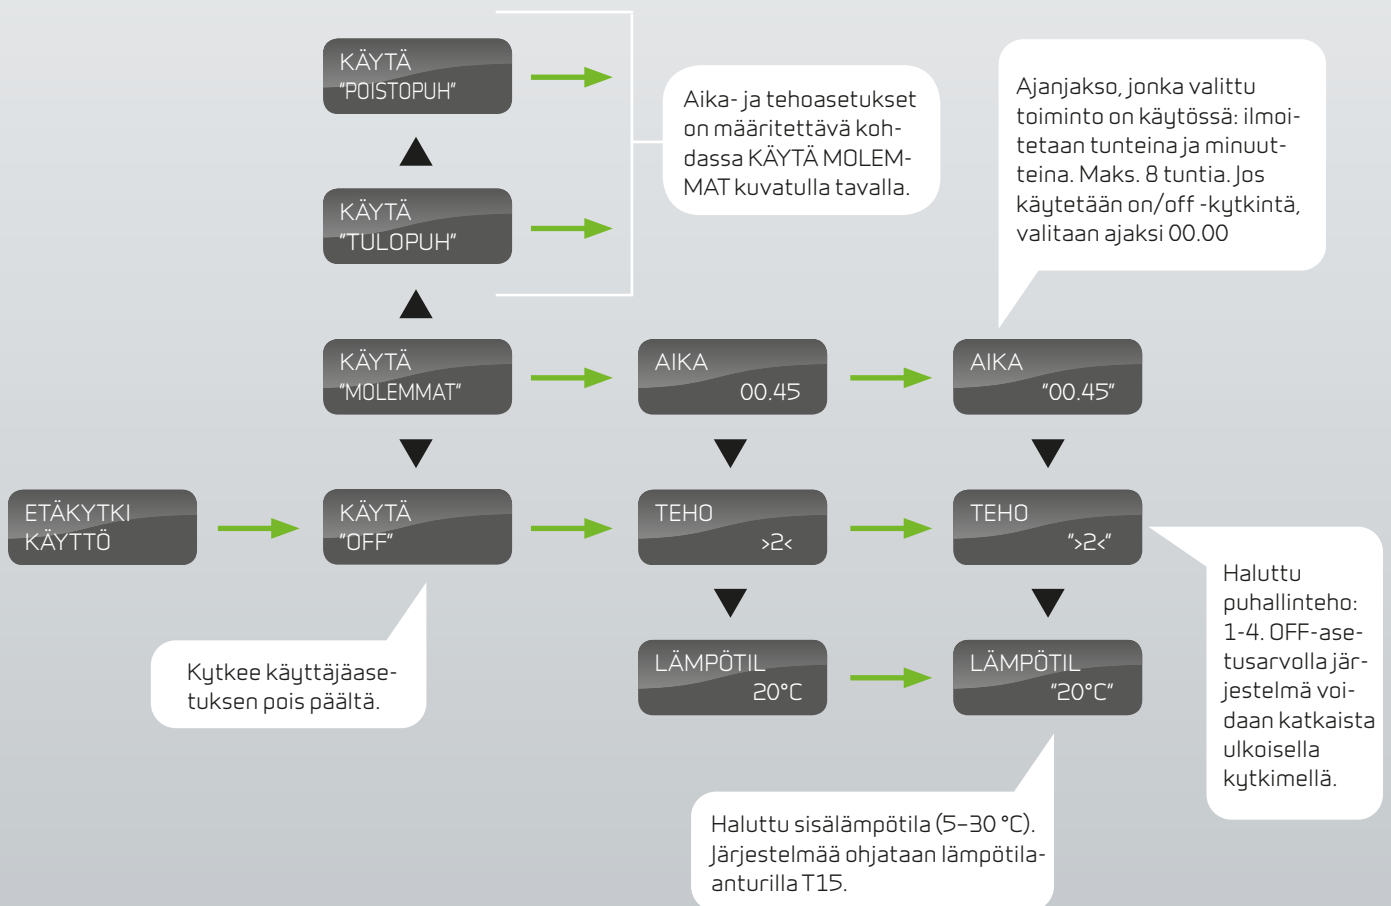 KÄYTÄ
"POISTOPUH"
Aika- ja tehoasetukset
on määritettävä koh-
dassa KÄYTÄ MOLEM-
MAT kuvatulla tavalla.
Ajanjakso, jonka valittu
toiminto on käytössä: ilmoi-
tetaan tunteina ja minuut-
teina. Maks. 8 tuntia. Jos
käytetään on/off -kytkintä,
valitaan ajaksi 00.00
KÄYTÄ
"TULOPUH"
KÄYTÄ
"MOLEMMAT"
AIKA
00.45
AIKA
"00.45"
ETÄKYTKI
KÄYTTÖ
KÄYTÄ
"OFF"
TEHO
>2<
TEHO
">2<"
Haluttu
puhallinteho:
1-4. OFF-ase-
tusarvolla jär-
jestelmä voi-
daan katkaista
ulkoisella
kytkimellä.
Kytkee käyttäjäase-
tuksen pois päältä.
LÄMPÖTIL
20°C
LÄMPÖTIL
"20°C"
Haluttu sisälämpötila (5–30 °C).
Järjestelmää ohjataan lämpötila-
anturilla T15.